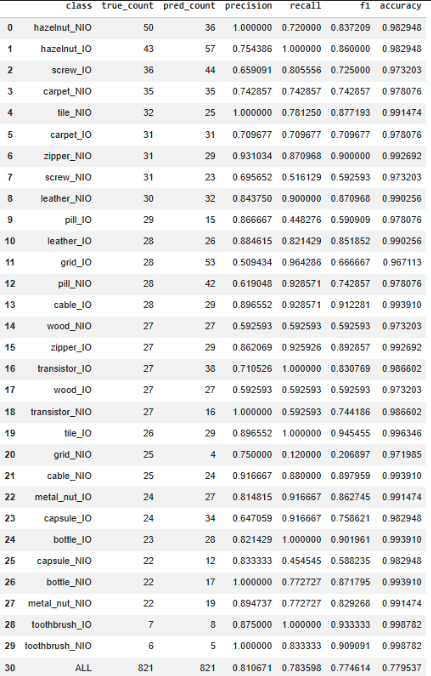 class true_count pred_count precision recall f1 accuracy
0 hazelnut_NIO 50 36 1.000000 0.720000 0.837209 0.982948
1 hazelnut_IO 43 57 0.754386 1.000000 0.860000 0.982948
2 screw_IO 36 44 0.659091 0.805556 0.725000 0.973203
3 carpet_NIO 35 35 0.742857 0.742857 0.742857 0.978076
4 tile_NIO 32 25 1.000000 0.781250 0.877193 0.991474
5 carpet_IO 31 31 0.709677 0.709677 0.709677 0.978076
6 zipper_NIO 31 29 0.931034 0.870968 0.900000 0.992692
7 screw_NIO 31 23 0.695652 0.516129 0.592593 0.973203
8 leather_NIO 30 32 0.843750 0.900000 0.870968 0.990256
9 pill_IO 29 15 0.866667 0.448276 0.590909 0.978076
10 leather_IO 28 26 0.884615 0.821429 0.851852 0.990256
11 grid_IO 28 53 0.509434 0.964286 0.666667 0.967113
12 pill_NIO 28 42 0.619048 0.928571 0.742857 0.978076
13 cable_IO 28 29 0.896552 0.928571 0.912281 0.993910
14 wood_NIO 27 27 0.592593 0.592593 0.592593 0.973203
15 zipper_IO 27 29 0.862069 0.925926 0.892857 0.992692
16 transistor_IO 27 38 0.710526 1.000000 0.830769 0.986602
17 wood_IO 27 27 0.592593 0.592593 0.592593 0.973203
18 transistor_NIO 27 16 1.000000 0.592593 0.744186 0.986602
19 tile_IO 26 29 0.896552 1.000000 0.945455 0.996346
20 grid_NIO 25 4 0.750000 0.120000 0.206897 0.971985
21 cable_NIO 25 24 0.916667 0.880000 0.897959 0.993910
22 metal_nut_IO 24 27 0.814815 0.916667 0.862745 0.991474
23 capsule_IO 24 34 0.647059 0.916667 0.758621 0.982948
24 bottle_IO 23 28 0.821429 1.000000 0.901961 0.993910
25 capsule_NIO 22 12 0.833333 0.454545 0.588235 0.982948
26 bottle_NIO 22 17 1.000000 0.772727 0.871795 0.993910
27 metal_nut_NIO 22 19 0.894737 0.772727 0.829268 0.991474
28 toothbrush_IO 7 8 0.875000 1.000000 0.933333 0.998782
29 toothbrush_NIO 6 5 1.000000 0.833333 0.909091 0.998782
30 ALL 821 821 0.810671 0.783598 0.774614 0.779537